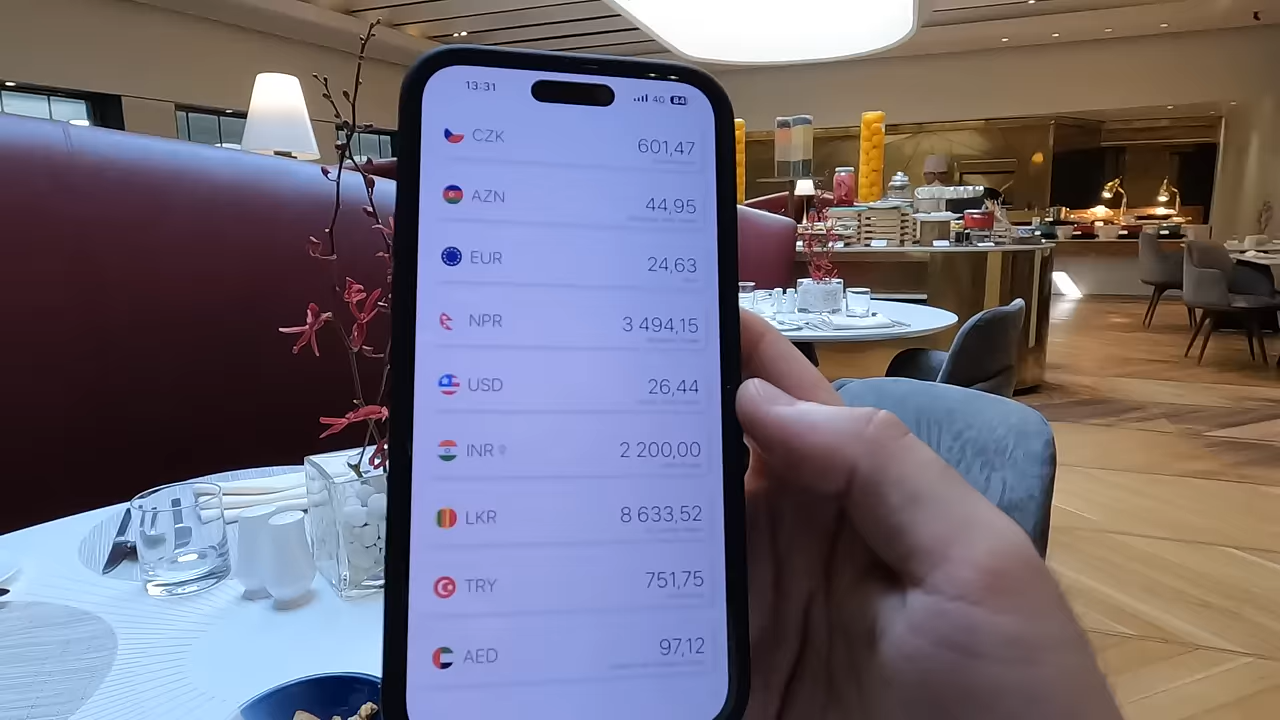 13:31 4G 84
CZK 601,47
AZN 44,95
EUR 24,63
NPR 3 494,15
USD 26,44
INR 2 200,00
LKR 8 633,52
TRY 751,75
AED 97,12